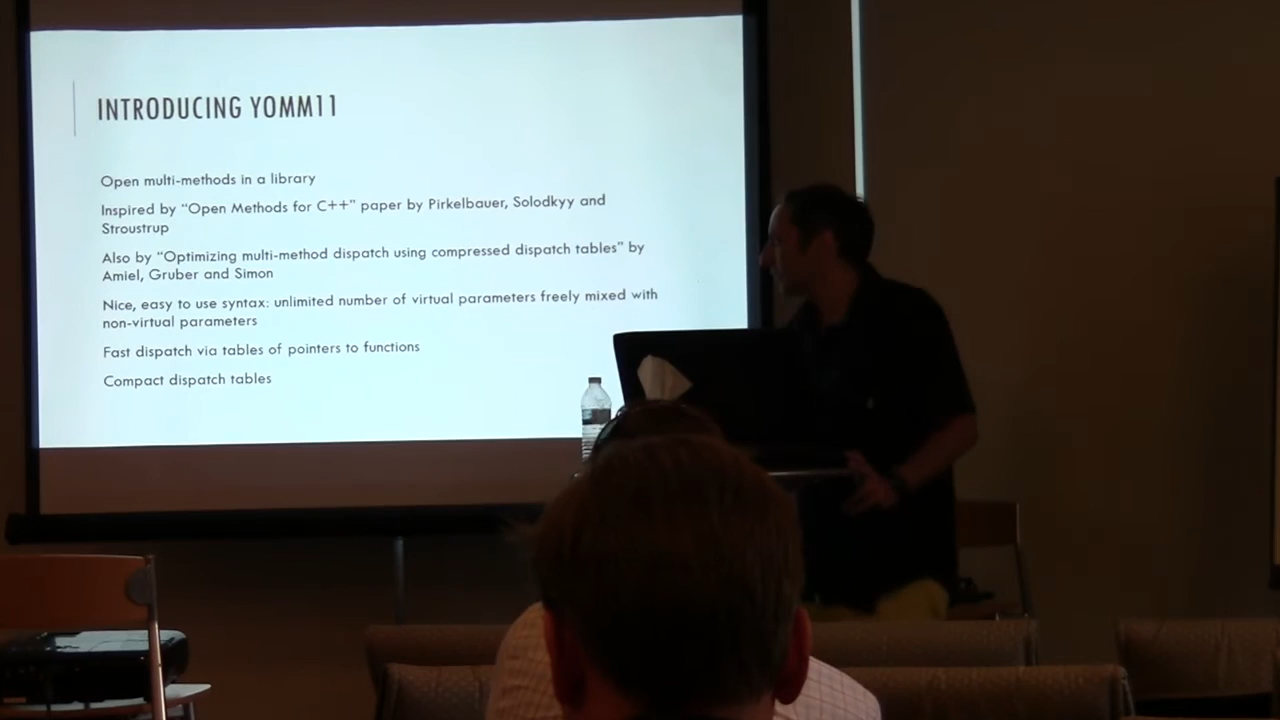 INTRODUCING YOMM11
Open multi-methods in a library
Inspired by “Open Methods for C++” paper by Pirkelbauer, Solodkyy and
Stroustrup
Also by “Optimizing multi-method dispatch using compressed dispatch tables” by
Amiel, Gruber and Simon
Nice, easy to use syntax: unlimited number of virtual parameters freely mixed with
non-virtual parameters
Fast dispatch via tables of pointers to functions
Compact dispatch tables